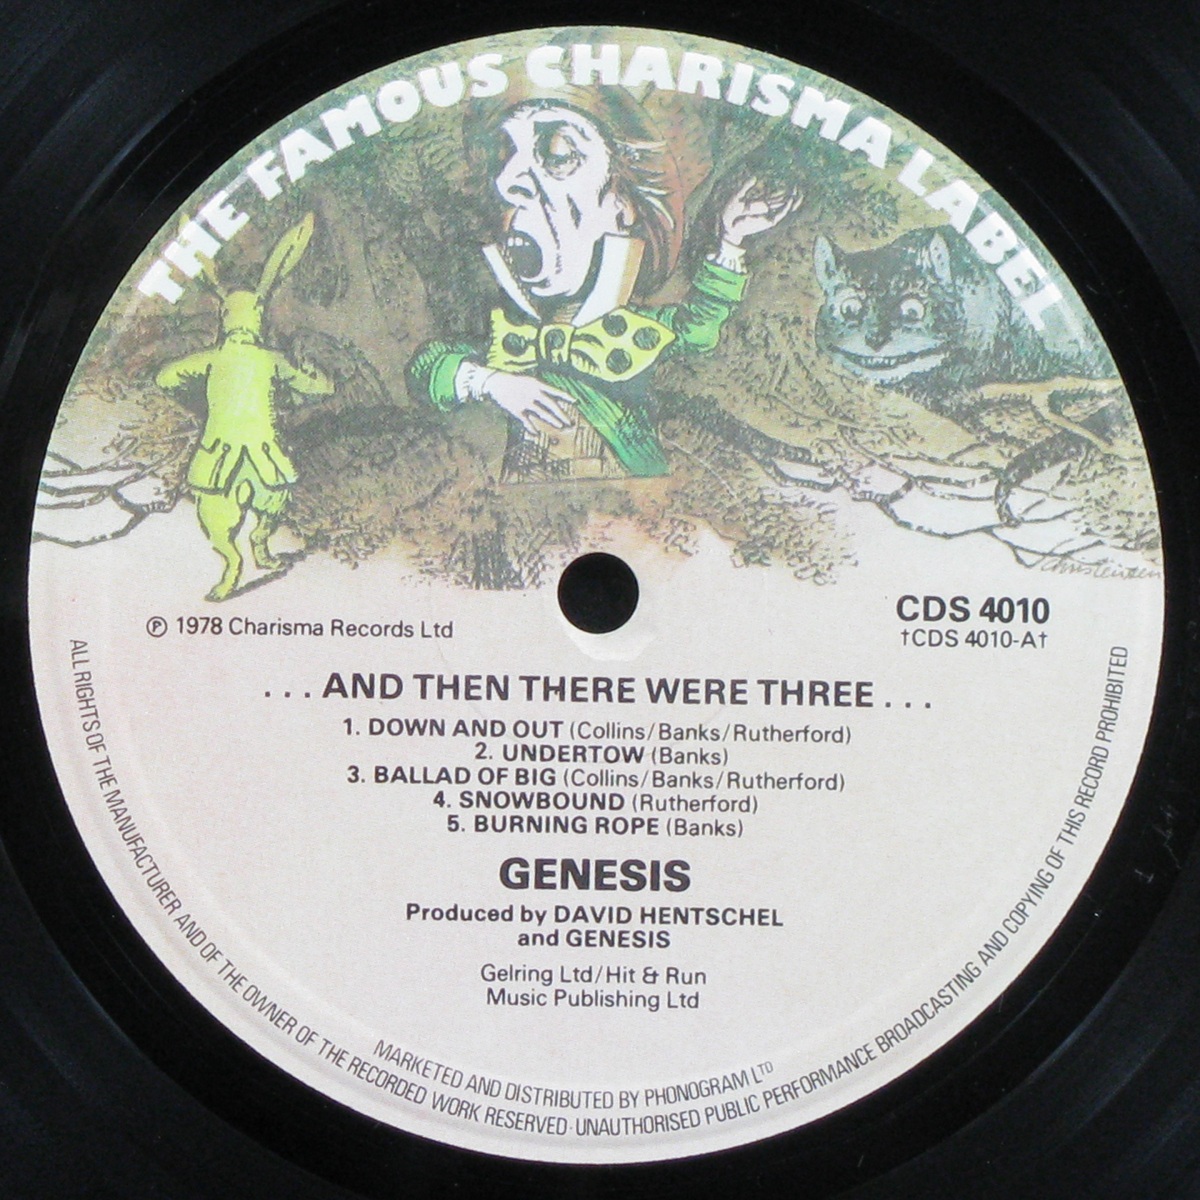 THE FAMOUS CHARISMA LABEL
Christensen
℗ 1978 Charisma Records Ltd
CDS 4010
†CDS 4010-A†
...AND THEN THERE WERE THREE...
1. DOWN AND OUT (Collins/Banks/Rutherford)
2. UNDERTOW (Banks)
3. BALLAD OF BIG (Collins/Banks/Rutherford)
4. SNOWBOUND (Rutherford)
5. BURNING ROPE (Banks)
GENESIS
Produced by DAVID HENTSCHEL
and GENESIS
Gelring Ltd/Hit & Run
Music Publishing Ltd
MARKETED AND DISTRIBUTED BY PHONOGRAM LTD
ALL RIGHTS OF THE MANUFACTURER AND OF THE OWNER OF THE RECORDED WORK RESERVED·UNAUTHORISED PUBLIC PERFORMANCE BROADCASTING AND COPYING OF THIS RECORD PROHIBITED